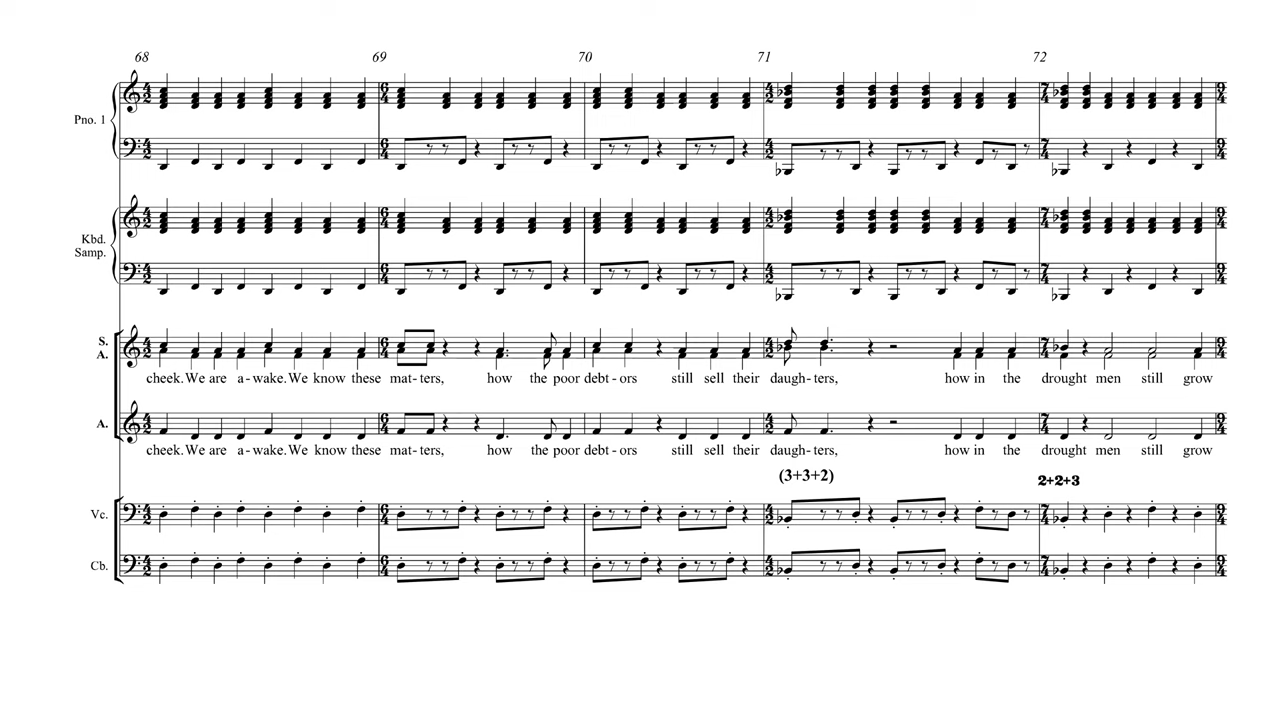 68 69 70 71 72
Pno. 1
Kbd.
Samp.
S.
A.
cheek. We are a-wake. We know these mat-ters, how the poor debt-ors still sell their daugh-ters, how in the drought men still grow
A.
cheek. We are a-wake. We know these mat-ters, how the poor debt-ors still sell their daugh-ters, how in the drought men still grow
(3+3+2) 2+2+3
Vc.
Cb.